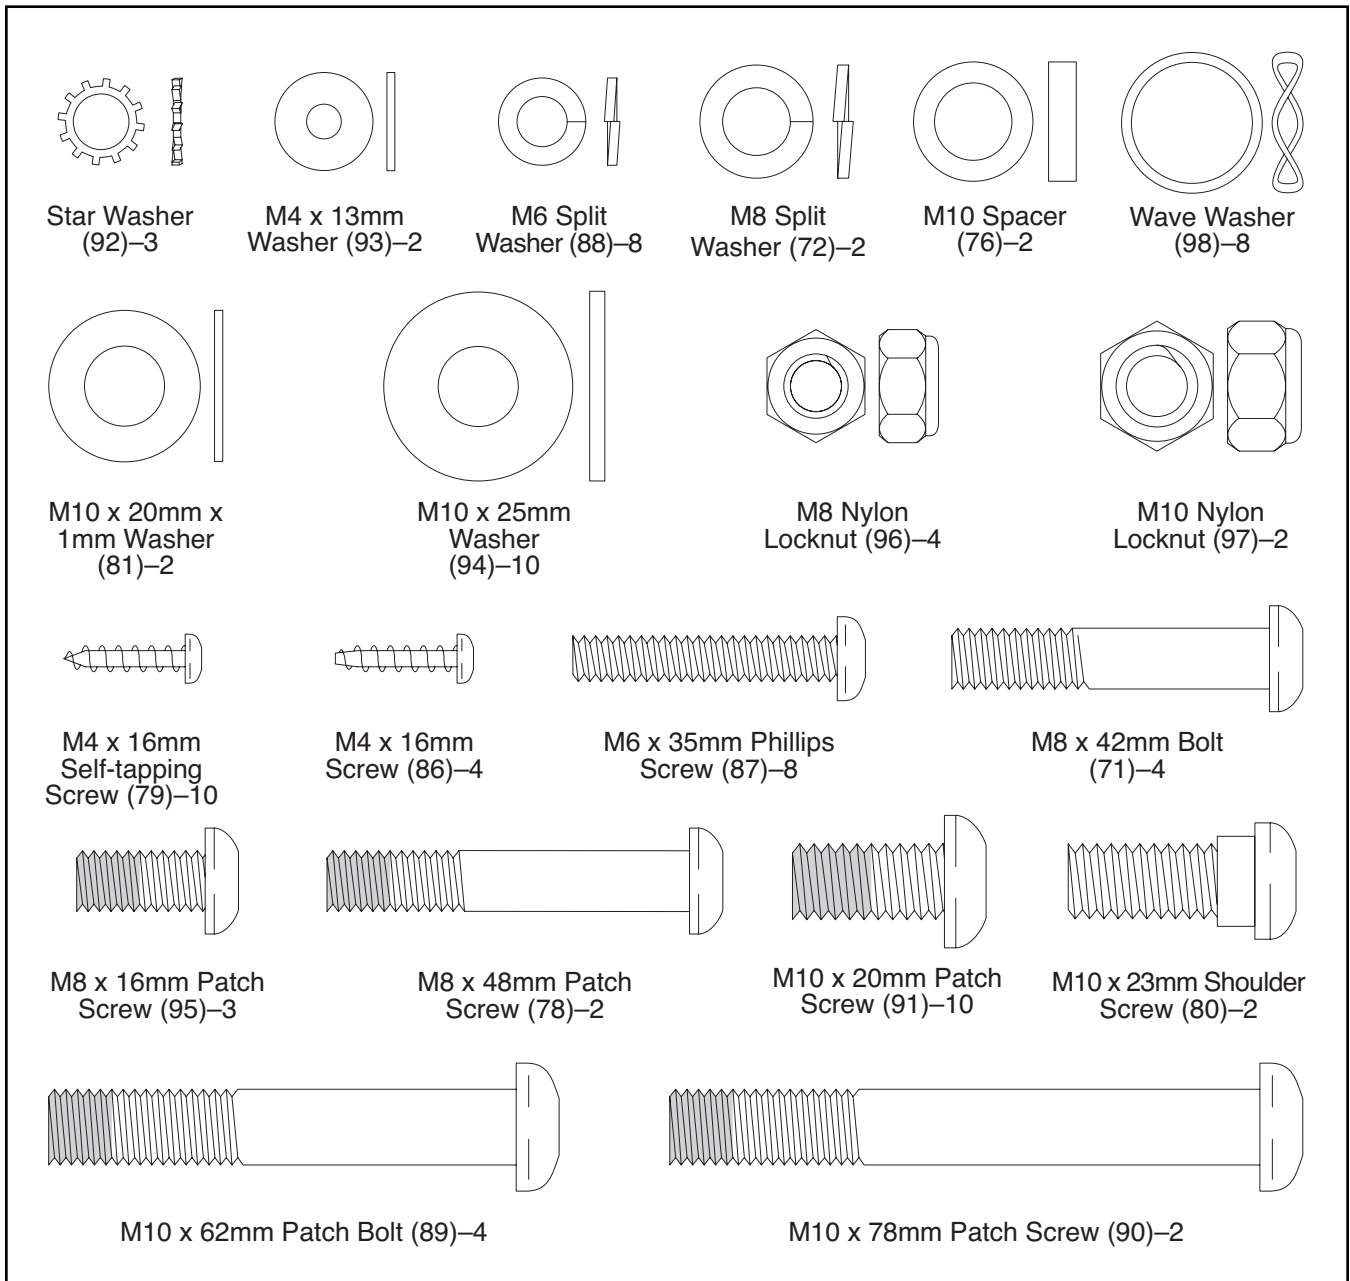 Star Washer
(92)–3
M4 x 13mm
Washer (93)–2
M6 Split
Washer (88)–8
M8 Split
Washer (72)–2
M10 Spacer
(76)–2
Wave Washer
(98)–8
M10 x 20mm x
1mm Washer
(81)–2
M10 x 25mm
Washer
(94)–10
M8 Nylon
Locknut (96)–4
M10 Nylon
Locknut (97)–2
M4 x 16mm
Self-tapping
Screw (79)–10
M4 x 16mm
Screw (86)–4
M6 x 35mm Phillips
Screw (87)–8
M8 x 42mm Bolt
(71)–4
M8 x 16mm Patch
Screw (95)–3
M8 x 48mm Patch
Screw (78)–2
M10 x 20mm Patch
Screw (91)–10
M10 x 23mm Shoulder
Screw (80)–2
M10 x 62mm Patch Bolt (89)–4
M10 x 78mm Patch Screw (90)–2